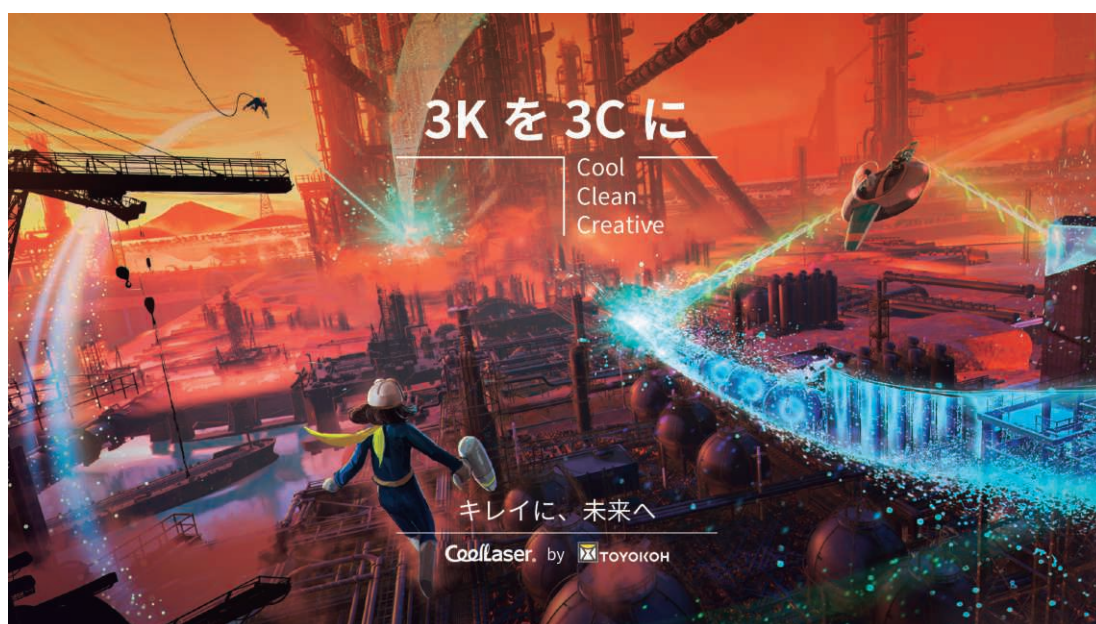 3K を 3C に
Cool
Clean
Creative
キレイに、未来へ
CoolLaser. by TOYOKOH